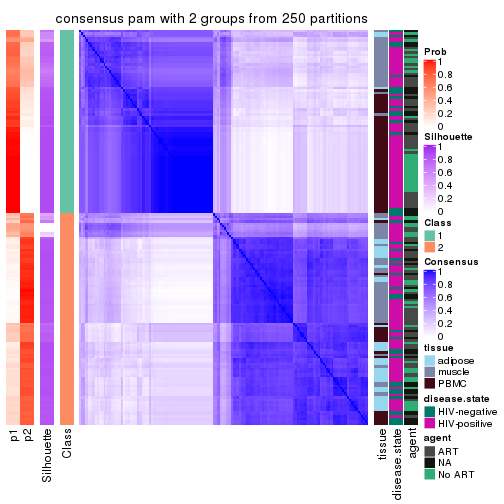 consensus pam with 2 groups from 250 partitions
Prob
1
0.8
0.6
0.4
0.2
0
Silhouette
1
0.8
0.6
0.4
0.2
0
Class
1
2
Consensus
1
0.8
0.6
0.4
0.2
0
tissue
adipose
muscle
PBMC
disease.state
HIV-negative
HIV-positive
agent
ART
NA
No ART
p1
p2
Silhouette
Class
tissue
disease.state
agent